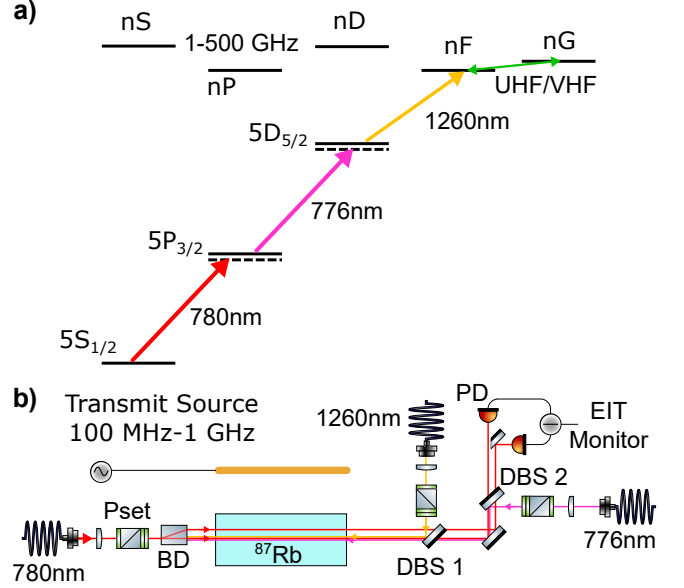 a)
nS
1-500 GHz
nD
nF
nG
nP
UHF/VHF
1260nm
5D5/2
776nm
5P3/2
780nm
5S1/2
b)
Transmit Source
100 MHz-1 GHz
1260nm
PD
EIT
Monitor
DBS 2
Pset
BD
87Rb
DBS 1
780nm
776nm